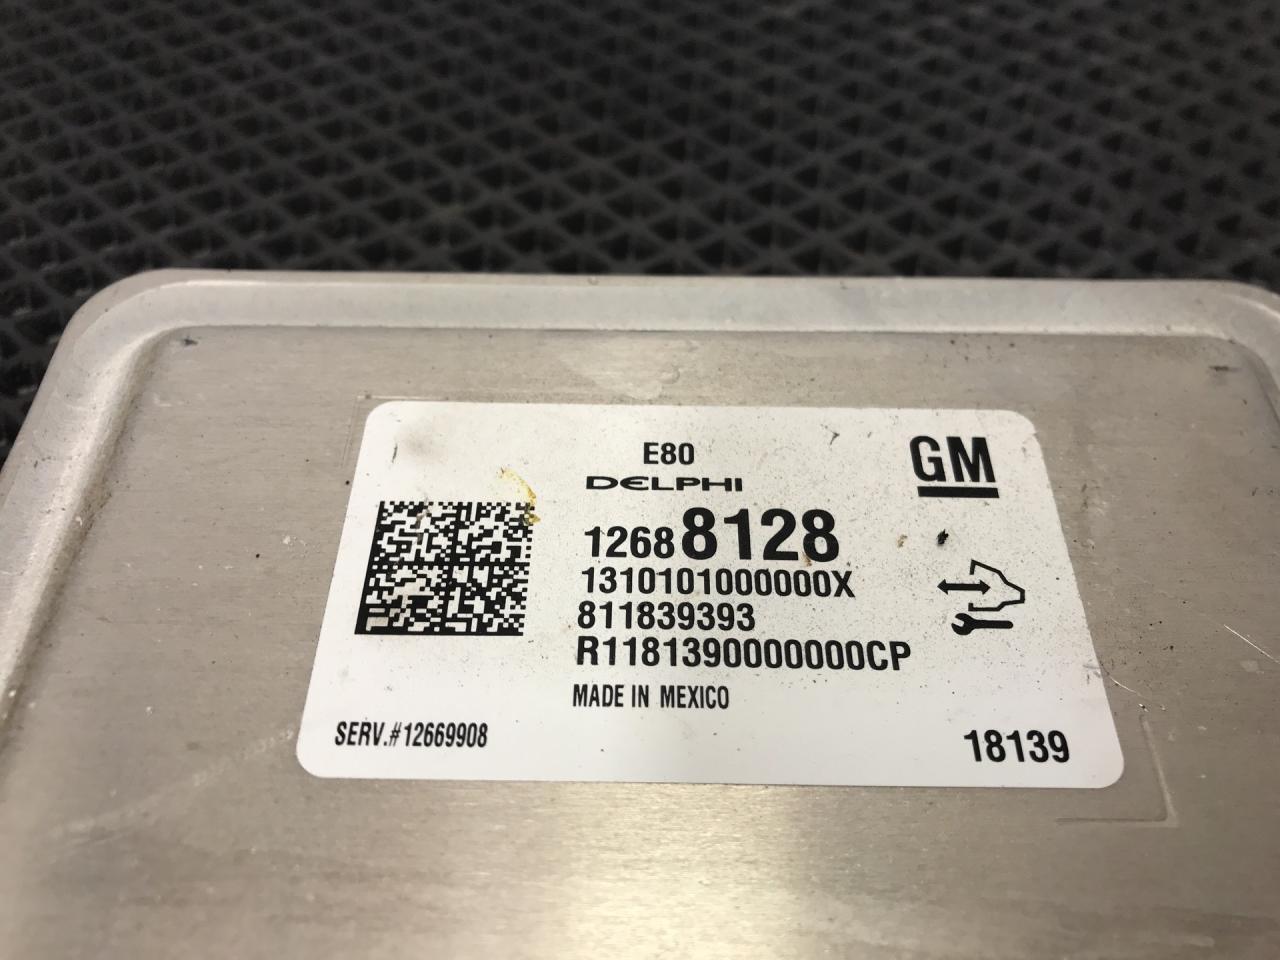 E80
GM
DELPHI
12688128
1310101000000X
811839393
R1181390000000CP
MADE IN MEXICO
SERV.#12669908
18139